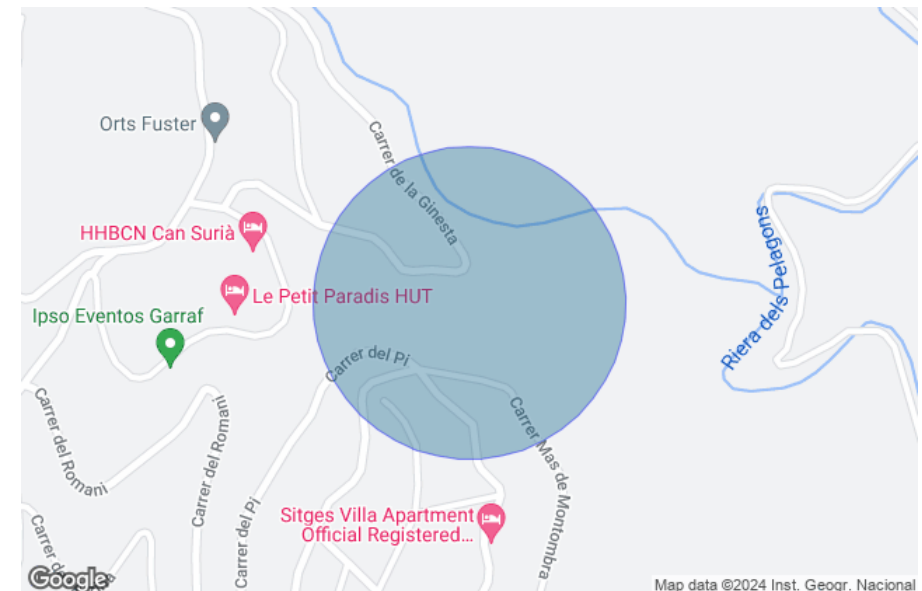 Orts Fuster
Carrer de la Ginesta
HHBCN Can Surià
Riera dels Pelagons
Le Petit Paradis HUT
Ipso Eventos Garraf
Carrer del Pi
Carrer del Romaní
Carrer del Romaní
Carrer Mas de Montombra
Carrer del Pi
Sitges Villa Apartment
Official Registered...
Google
Map data ©2024 Inst. Geogr. Nacional